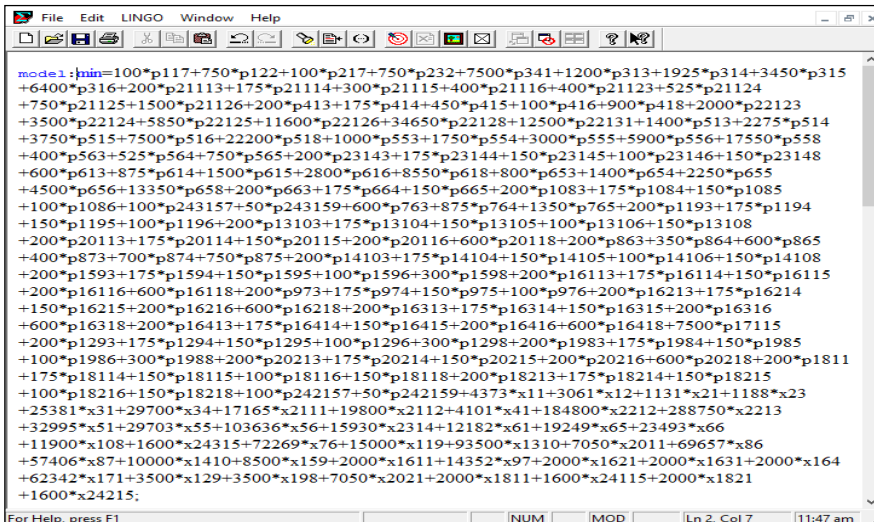 File Edit LINGO Window Help
model:min=100*p117+750*p122+100*p217+750*p232+7500*p341+1200*p313+1925*p314+3450*p315
+6400*p316+200*p21113+175*p21114+300*p21115+400*p21116+400*p21123+525*p21124
+750*p21125+1500*p21126+200*p413+175*p414+450*p415+100*p416+900*p418+2000*p22123
+3500*p22124+5850*p22125+11600*p22126+34650*p22128+12500*p22131+1400*p513+2275*p514
+3750*p515+7500*p516+22200*p518+1000*p553+1750*p554+3000*p555+5900*p556+17550*p558
+400*p563+525*p564+750*p565+200*p23143+175*p23144+150*p23145+100*p23146+150*p23148
+600*p613+875*p614+1500*p615+2800*p616+8550*p618+800*p653+1400*p654+2250*p655
+4500*p656+13350*p658+200*p663+175*p664+150*p665+200*p1083+175*p1084+150*p1085
+100*p1086+100*p243157+50*p243159+600*p763+875*p764+1350*p765+200*p1193+175*p1194
+150*p1195+100*p1196+200*p13103+175*p13104+150*p13105+100*p13106+150*p13108
+200*p20113+175*p20114+150*p20115+200*p20116+600*p20118+200*p863+350*p864+600*p865
+400*p873+700*p874+750*p875+200*p14103+175*p14104+150*p14105+100*p14106+150*p14108
+200*p1593+175*p1594+150*p1595+100*p1596+300*p1598+200*p16113+175*p16114+150*p16115
+200*p16116+600*p16118+200*p973+175*p974+150*p975+100*p976+200*p16213+175*p16214
+150*p16215+200*p16216+600*p16218+200*p16313+175*p16314+150*p16315+200*p16316
+600*p16318+200*p16413+175*p16414+150*p16415+200*p16416+600*p16418+7500*p17115
+200*p1293+175*p1294+150*p1295+100*p1296+300*p1298+200*p1983+175*p1984+150*p1985
+100*p1986+300*p1988+200*p20213+175*p20214+150*p20215+200*p20216+600*p20218+200*p1811
+175*p18114+150*p18115+100*p18116+150*p18118+200*p18213+175*p18214+150*p18215
+100*p18216+150*p18218+100*p242157+50*p242159+4373*x11+3061*x12+1131*x21+1188*x23
+25381*x31+29700*x34+17165*x2111+19800*x2112+4101*x41+184800*x2212+288750*x2213
+32995*x51+29703*x55+103636*x56+15930*x2314+12182*x61+19249*x65+23493*x66
+11900*x108+1600*x24315+72269*x76+15000*x119+93500*x1310+7050*x2011+69657*x86
+57406*x87+10000*x1410+8500*x159+2000*x1611+14352*x97+2000*x1621+2000*x1631+2000*x164
+62342*x171+3500*x129+3500*x198+7050*x2021+2000*x1811+1600*x24115+2000*x1821
+1600*x24215;
For Help, press F1 NUM MOD Ln 2, Col 7 11:47 am